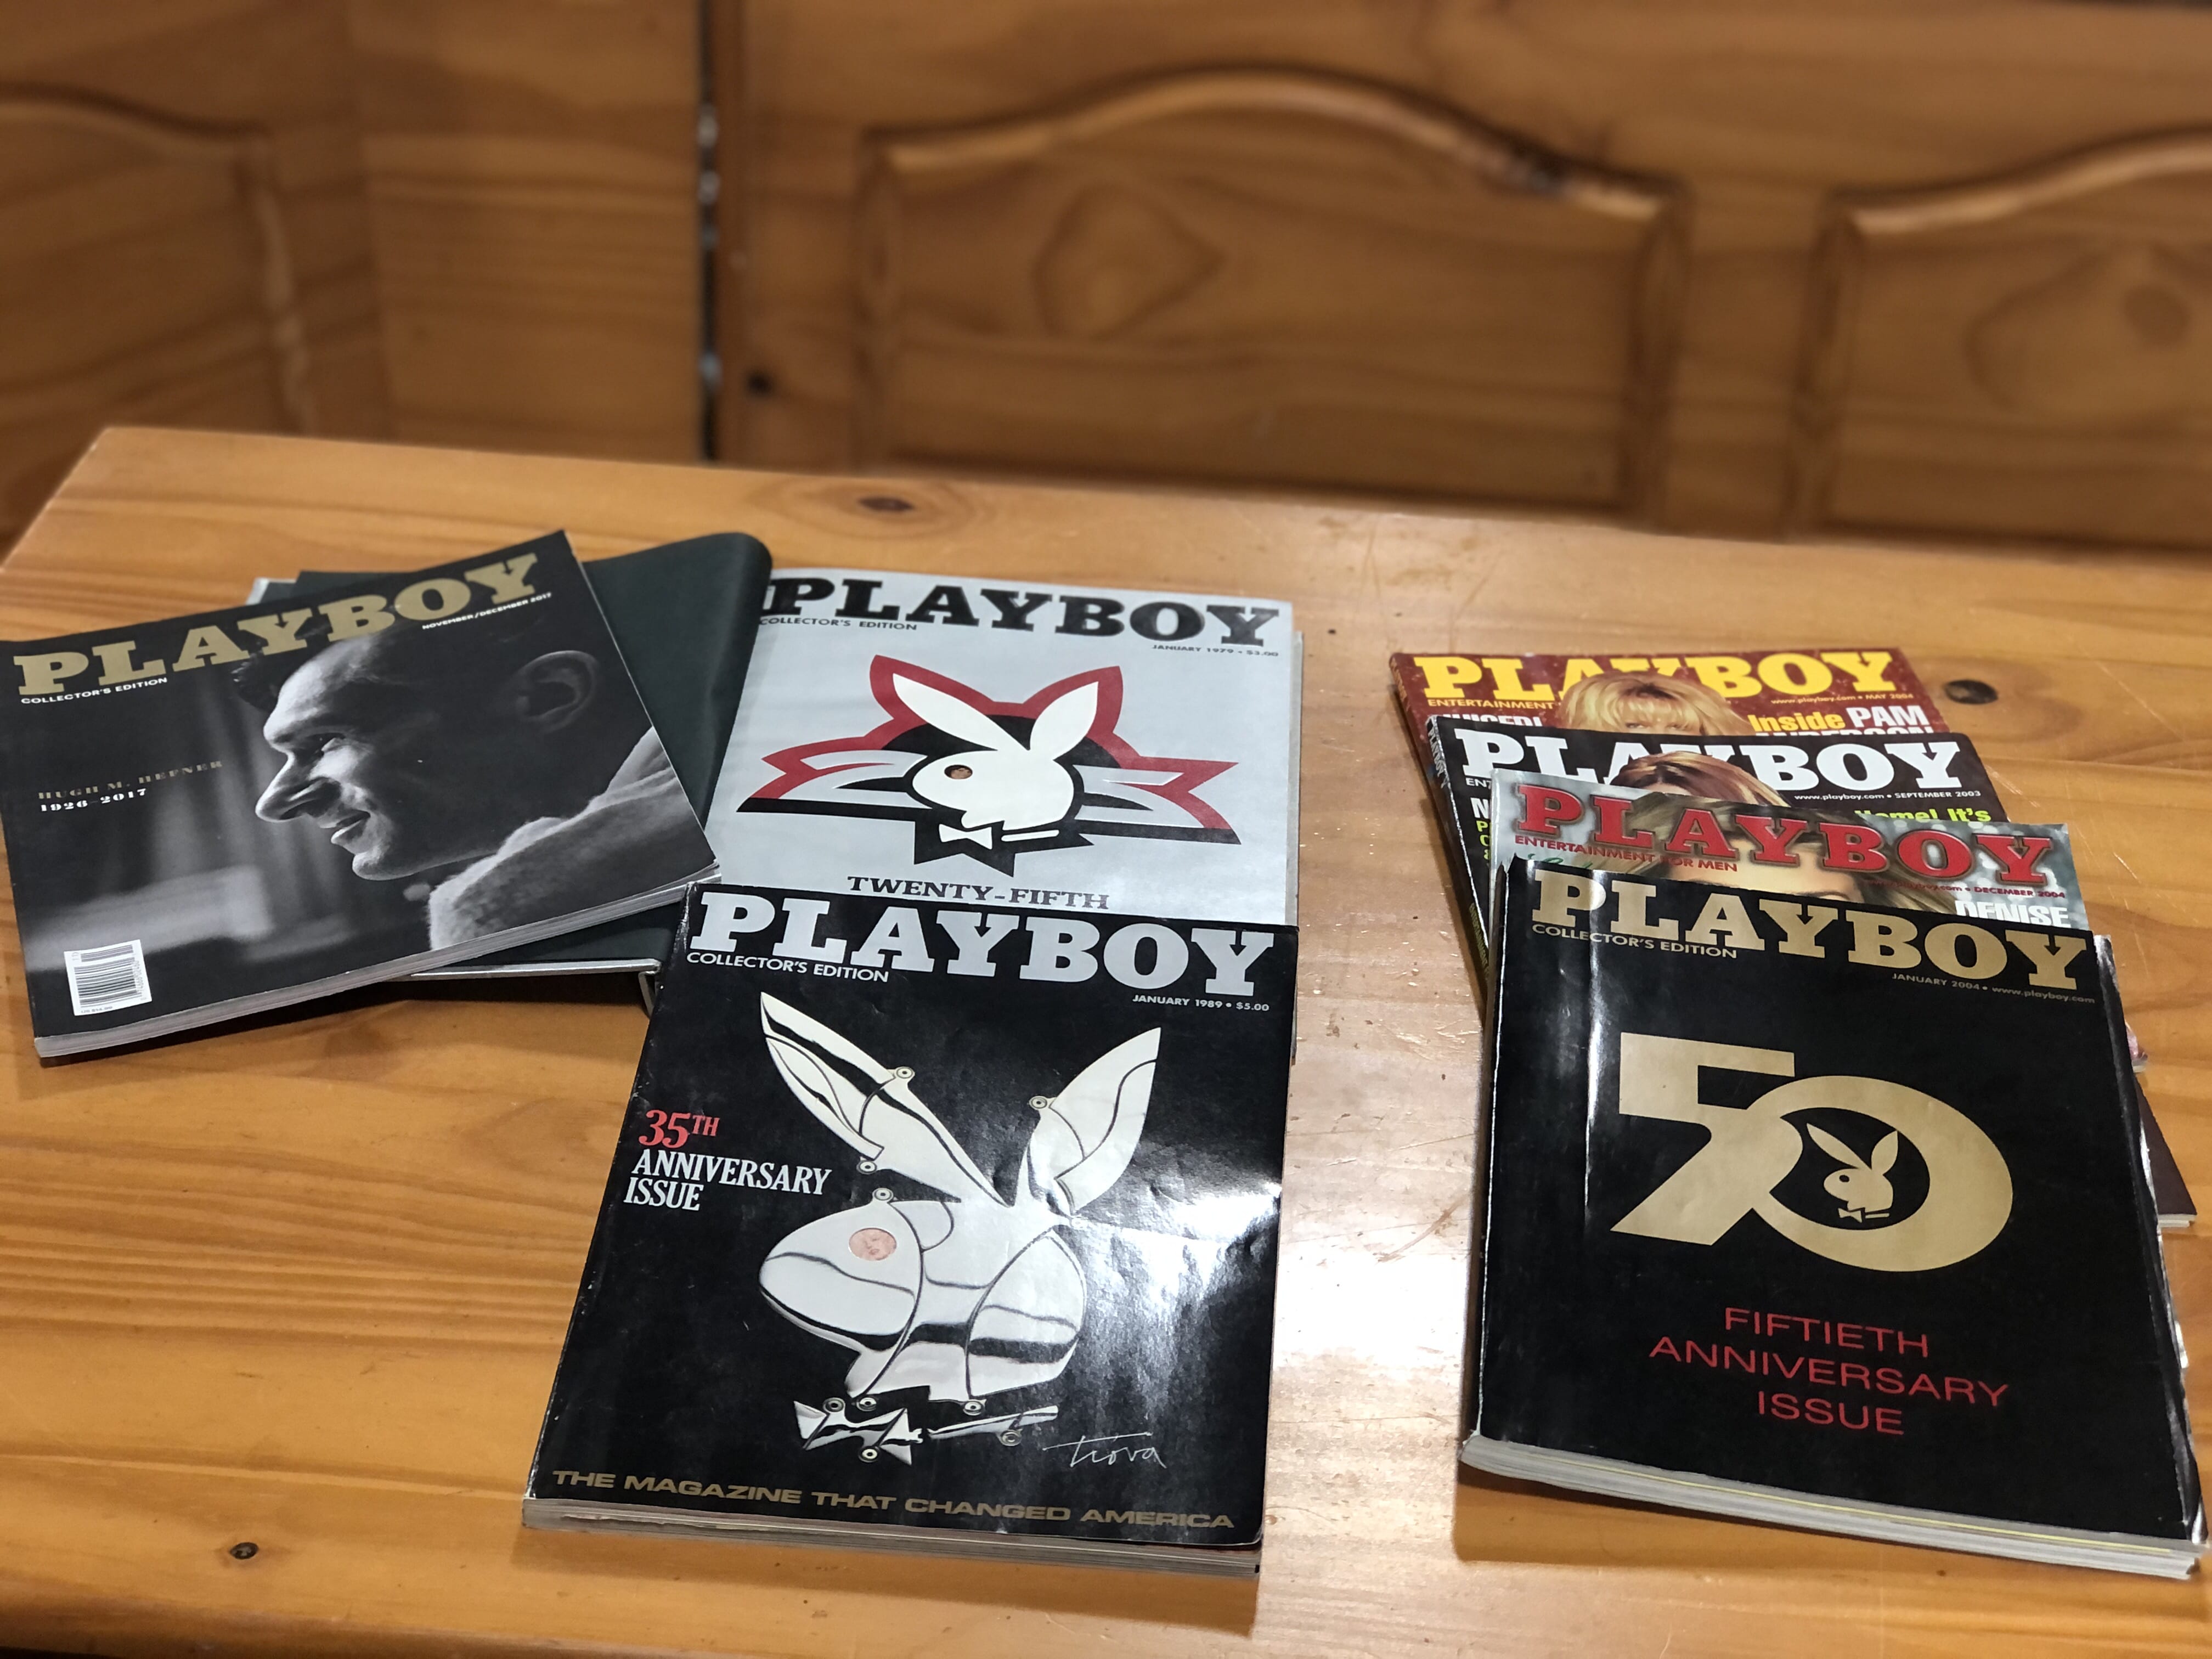 PLAYBOY
NOVEMBER/DECEMBER 2017
COLLECTOR'S EDITION
HUGH M. HEFNER
1926–2017
PLAYBOY
COLLECTOR'S EDITION
JANUARY 1979 • $3.00
TWENTY-FIFTH
PLAYBOY
COLLECTOR'S EDITION
JANUARY 1989 • $5.00
35TH
ANNIVERSARY
ISSUE
Trova
THE MAGAZINE THAT CHANGED AMERICA
PLAYBOY
ENTERTAINMENT
www.playboy.com • MAY 2004
Inside PAM
PLAYBOY
www.playboy.com • SEPTEMBER 2003
It's
PLAYBOY
ENTERTAINMENT FOR MEN
DECEMBER 2004
DENISE
PLAYBOY
COLLECTOR'S EDITION
JANUARY 2004 • www.playboy.com
50
FIFTIETH
ANNIVERSARY
ISSUE